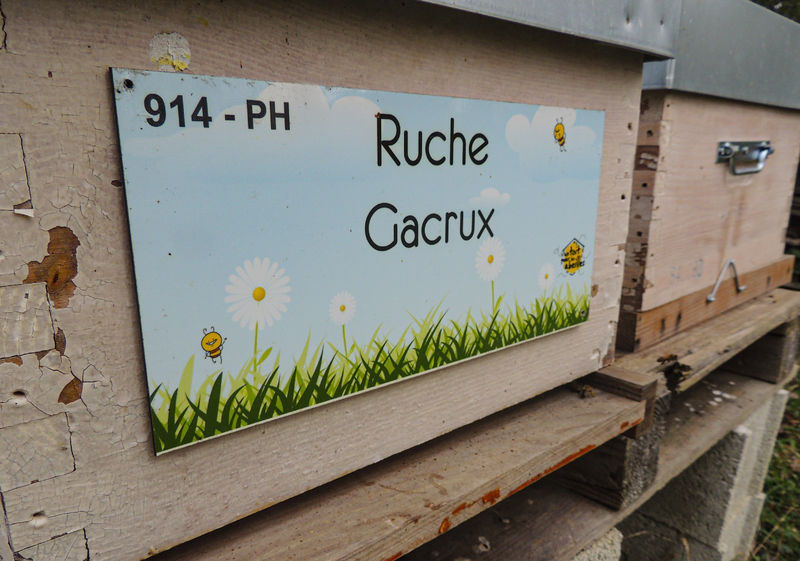 914 - PH
Ruche
Gacrux